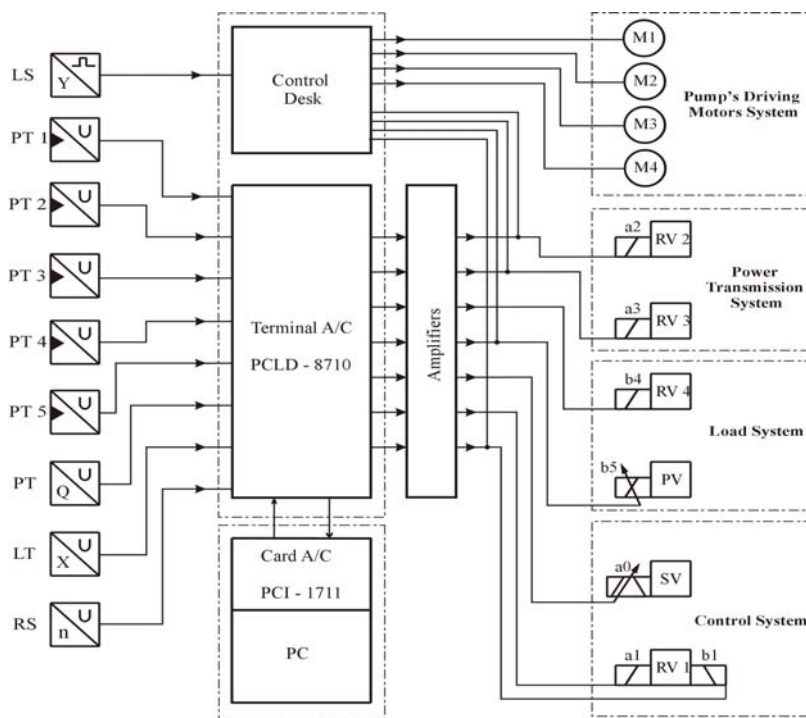 LS
Y
PT 1
U
PT 2
U
PT 3
U
PT 4
U
PT 5
U
PT
Q
U
LT
X
U
RS
n
U
Control
Desk
Terminal A/C
PCLD - 8710
Card A/C
PCI - 1711
PC
Amplifiers
M1
M2
M3
M4
Pump's Driving
Motors System
a2
RV 2
a3
RV 3
Power
Transmission
System
b4
RV 4
b5
PV
Load System
a0
SV
a1
RV 1
b1
Control System